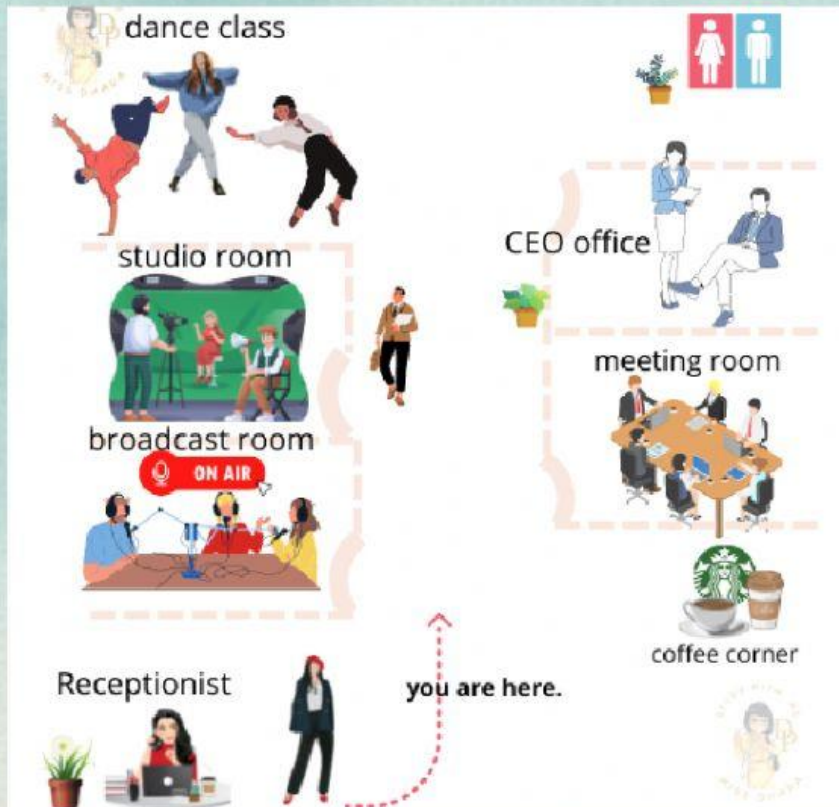 dance class
studio room
CEO office
meeting room
broadcast room
ON AIR
coffee corner
Receptionist
you are here.